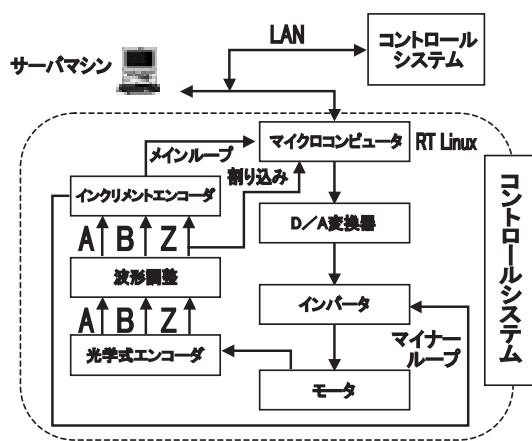 LAN
コントロール
システム
サーバマシン
マイクロコンピュータ
RT Linux
メインループ
割り込み
インクリメントエンコーダ
D/A変換器
A B Z
波形調整
インバータ
A B Z
マイナー
ループ
光学式エンコーダ
モータ
コントロールシステム